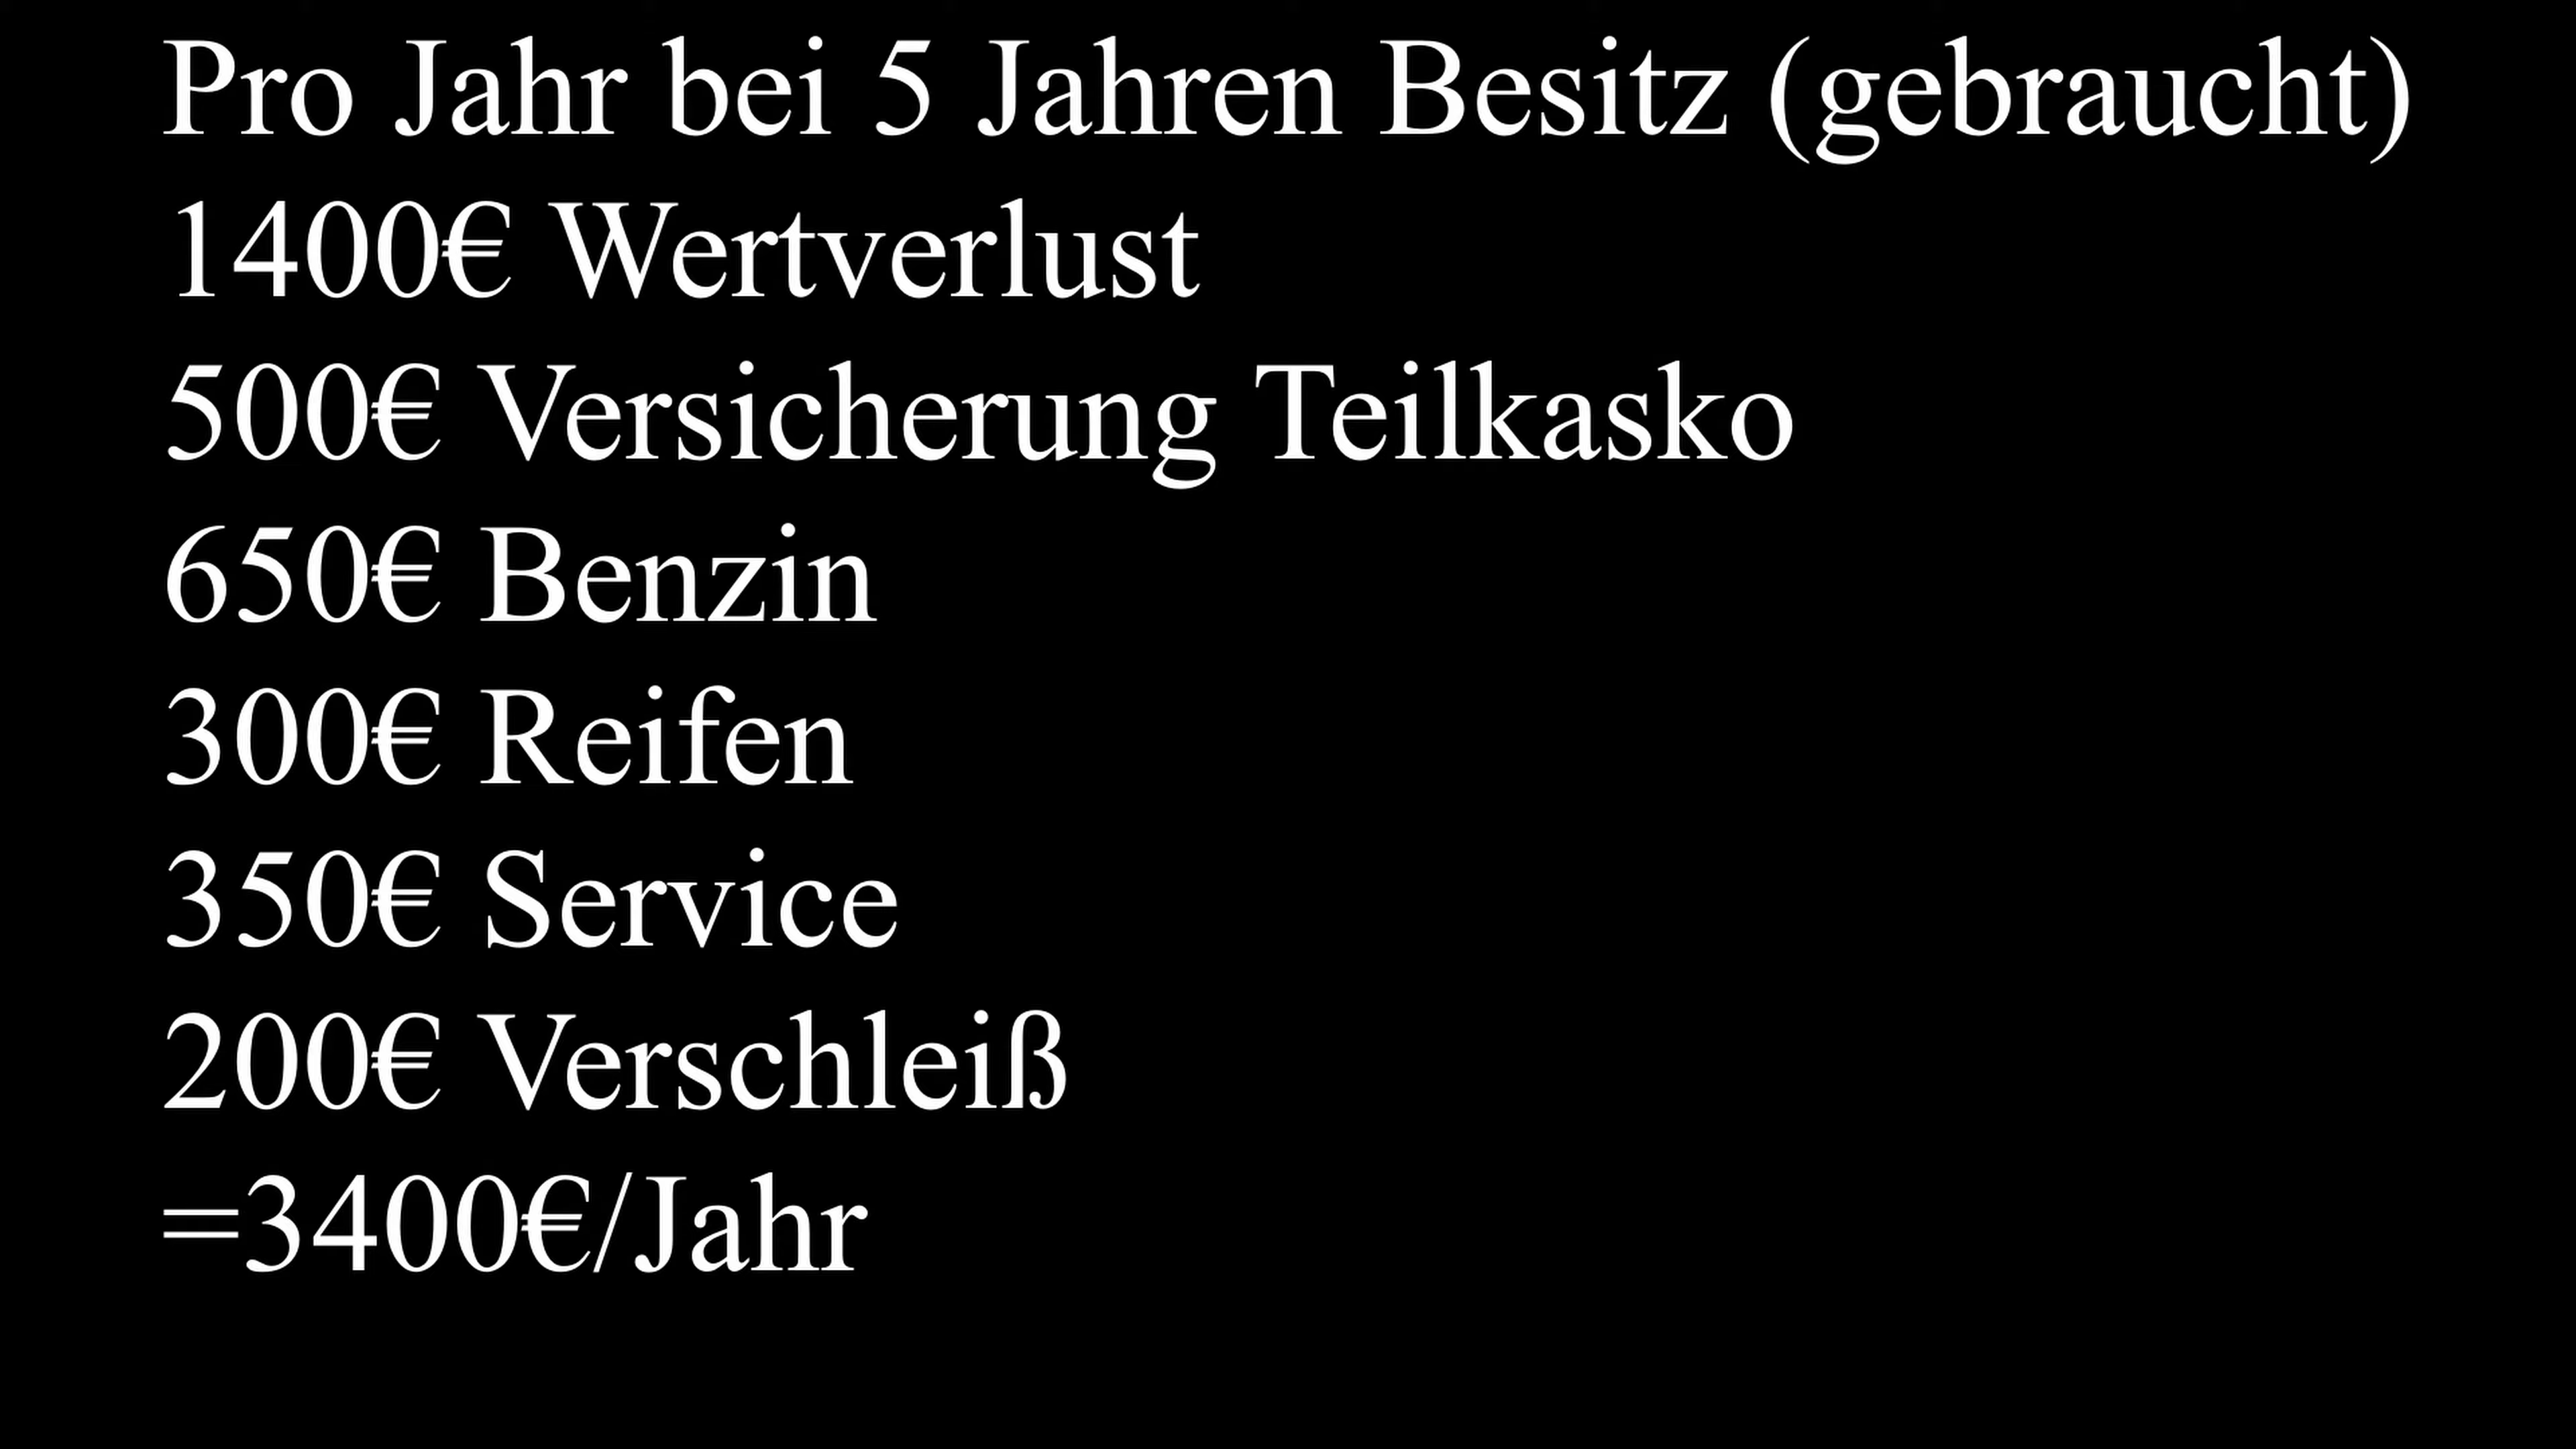 Pro Jahr bei 5 Jahren Besitz (gebraucht)
1400€ Wertverlust
500€ Versicherung Teilkasko
650€ Benzin
300€ Reifen
350€ Service
200€ Verschleiß
=3400€/Jahr